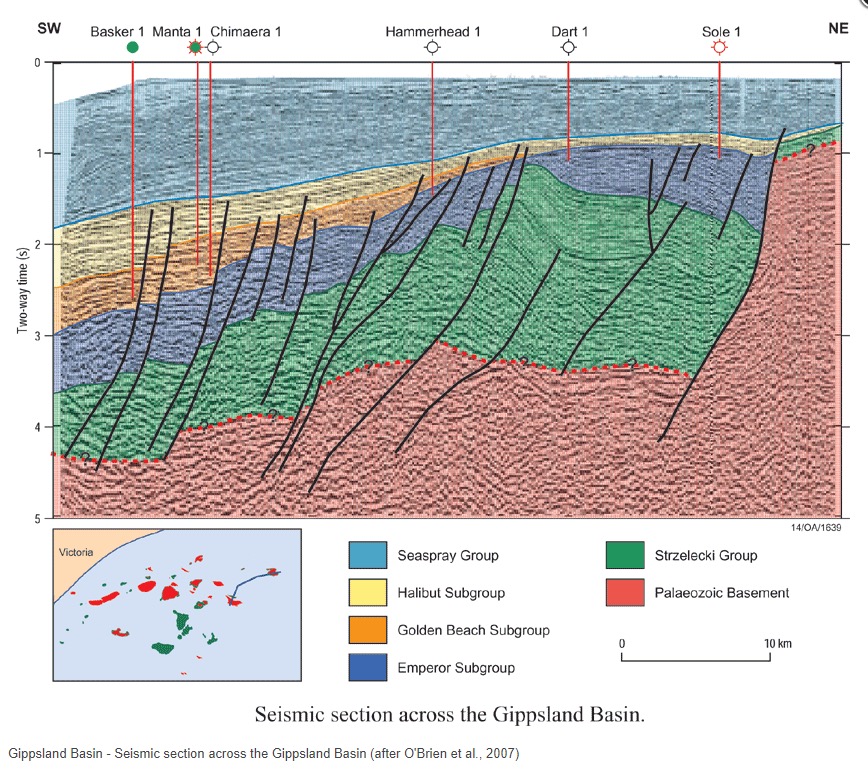 SW
NE
Basker 1
Manta 1
Chimaera 1
Hammerhead 1
Dart 1
Sole 1
0
1
2
3
4
5
Two-way time (s)
?
?
?
?
?
?
14/OA/1639
Victoria
Seaspray Group
Halibut Subgroup
Golden Beach Subgroup
Emperor Subgroup
Strzelecki Group
Palaeozoic Basement
0
10 km
Seismic section across the Gippsland Basin.
Gippsland Basin - Seismic section across the Gippsland Basin (after O'Brien et al., 2007)